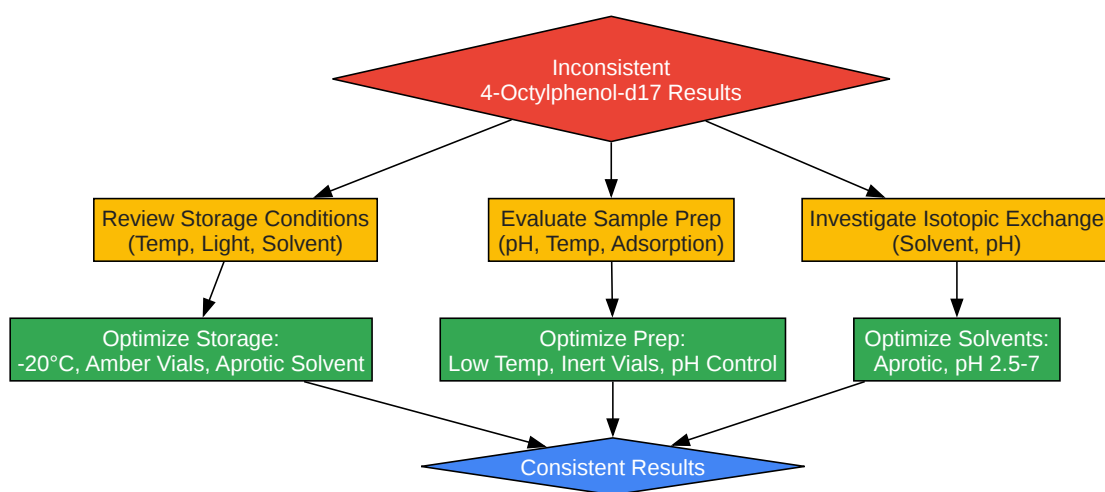 Inconsistent
4-Octylphenol-d17 Results
Review Storage Conditions
(Temp, Light, Solvent)
Evaluate Sample Prep
(pH, Temp, Adsorption)
Investigate Isotopic Exchange
(Solvent, pH)
Optimize Storage:
-20°C, Amber Vials, Aprotic Solvent
Optimize Prep:
Low Temp, Inert Vials, pH Control
Optimize Solvents:
Aprotic, pH 2.5-7
Consistent Results